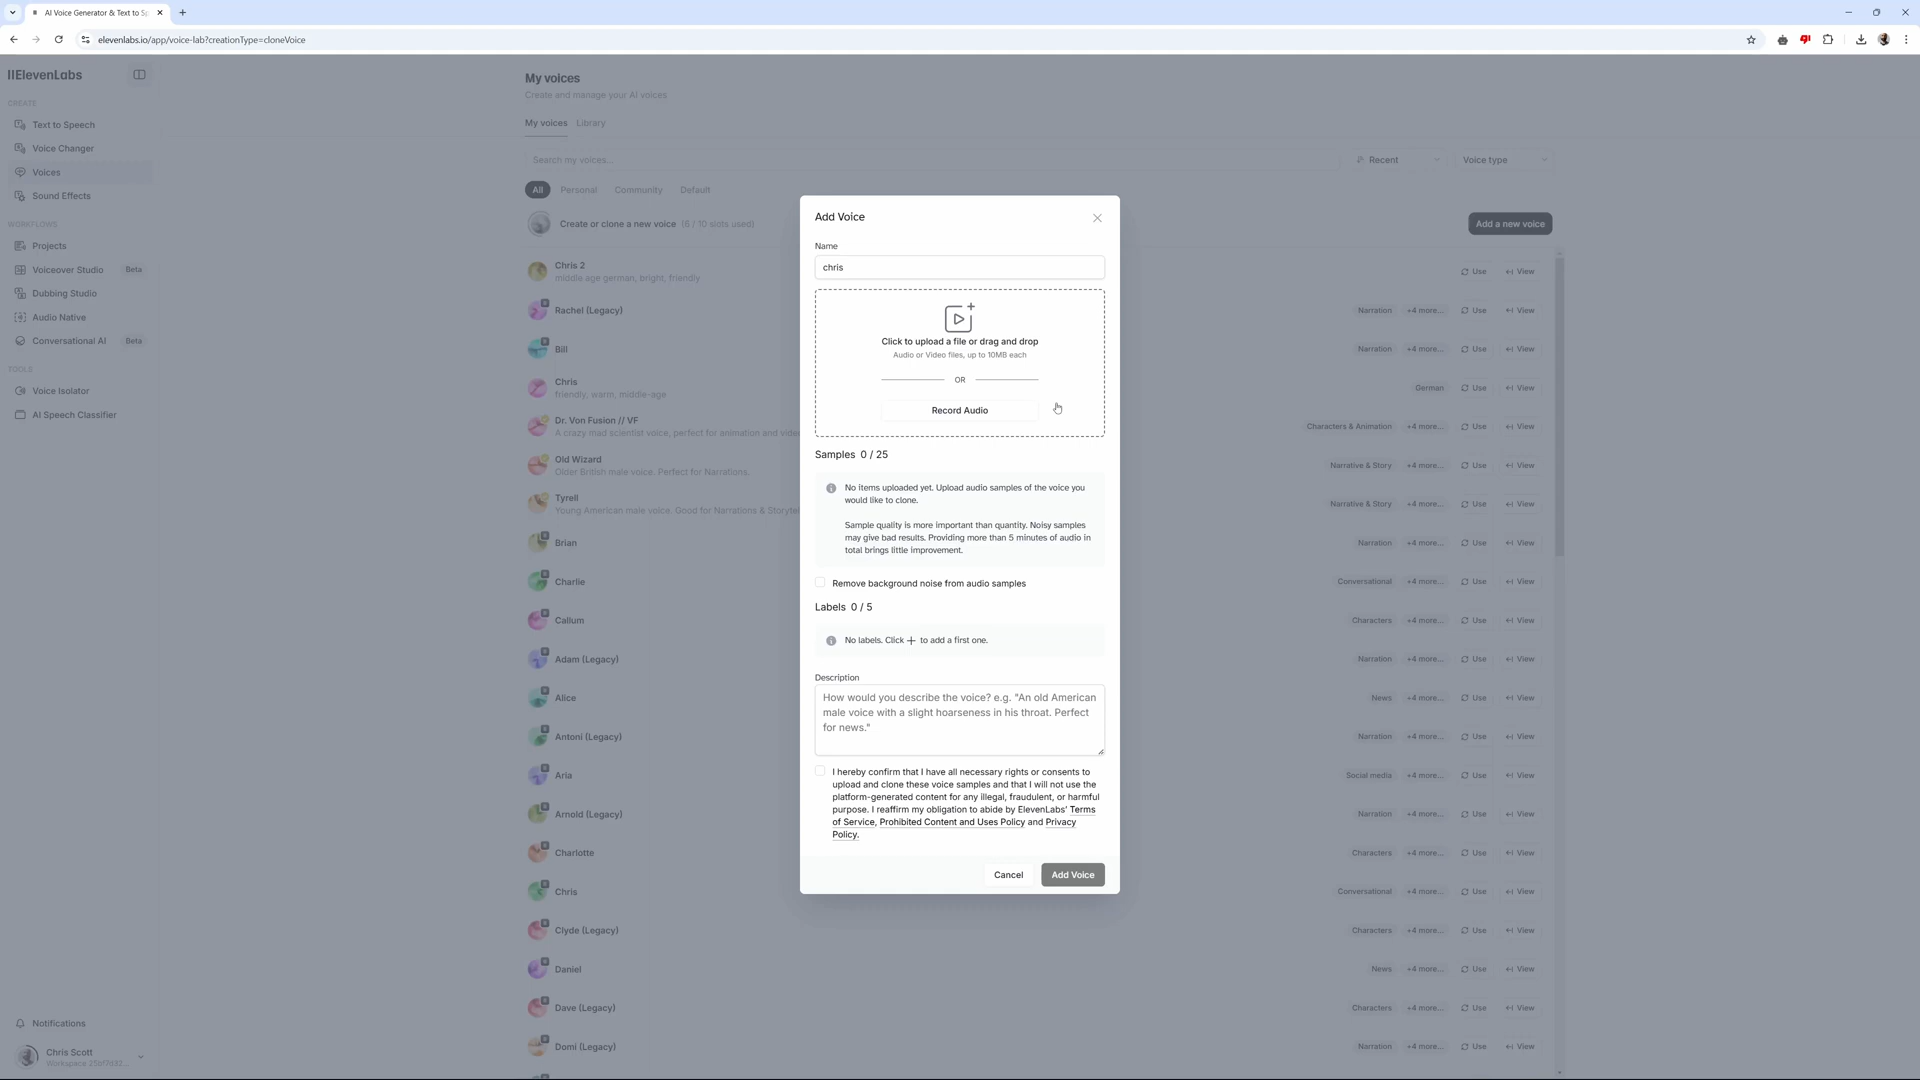 AI Voice Generator & Text to Sp
elevenlabs.io/app/voice-lab?creationType=cloneVoice
IIElevenLabs
CREATE
Text to Speech
Voice Changer
Voices
Sound Effects
WORKFLOWS
Projects
Voiceover Studio Beta
Dubbing Studio
Audio Native
Conversational AI Beta
TOOLS
Voice Isolator
AI Speech Classifier
Notifications
Chris Scott
My voices
Create and manage your AI voices
My voices Library
Search my voices...
Recent
Voice type
All Personal Community Default
Create or clone a new voice (6 / 10 slots used)
Add a new voice
Chris 2
middle age german, bright, friendly
Use View
Rachel (Legacy)
Narration +4 more... Use View
Bill
Narration +4 more... Use View
Chris
friendly, warm, middle-age
German Use View
Dr. Von Fusion // VF
A crazy mad scientist voice, perfect for animation and vide
Characters & Animation +4 more... Use View
Old Wizard
Older British male voice. Perfect for Narrations.
Narrative & Story +4 more... Use View
Tyrell
Young American male voice. Good for Narrations & Storytel
Narrative & Story +4 more... Use View
Brian
Narration +4 more... Use View
Charlie
Conversational +4 more... Use View
Callum
Characters +4 more... Use View
Adam (Legacy)
Narration +4 more... Use View
Alice
News +4 more... Use View
Antoni (Legacy)
Narration +4 more... Use View
Aria
Social media +4 more... Use View
Arnold (Legacy)
Narration +4 more... Use View
Charlotte
Characters +4 more... Use View
Chris
Conversational +4 more... Use View
Clyde (Legacy)
Characters +4 more... Use View
Daniel
News +4 more... Use View
Dave (Legacy)
Characters +4 more... Use View
Domi (Legacy)
Narration +4 more... Use View
Add Voice
Name
chris
Click to upload a file or drag and drop
Audio or Video files, up to 10MB each
OR
Record Audio
Samples 0 / 25
No items uploaded yet. Upload audio samples of the voice you
would like to clone.
Sample quality is more important than quantity. Noisy samples
may give bad results. Providing more than 5 minutes of audio in
total brings little improvement.
Remove background noise from audio samples
Labels 0 / 5
No labels. Click + to add a first one.
Description
How would you describe the voice? e.g. "An old American
male voice with a slight hoarseness in his throat. Perfect
for news."
I hereby confirm that I have all necessary rights or consents to
upload and clone these voice samples and that I will not use the
platform-generated content for any illegal, fraudulent, or harmful
purpose. I reaffirm my obligation to abide by ElevenLabs' Terms
of Service, Prohibited Content and Uses Policy and Privacy
Policy.
Cancel Add Voice